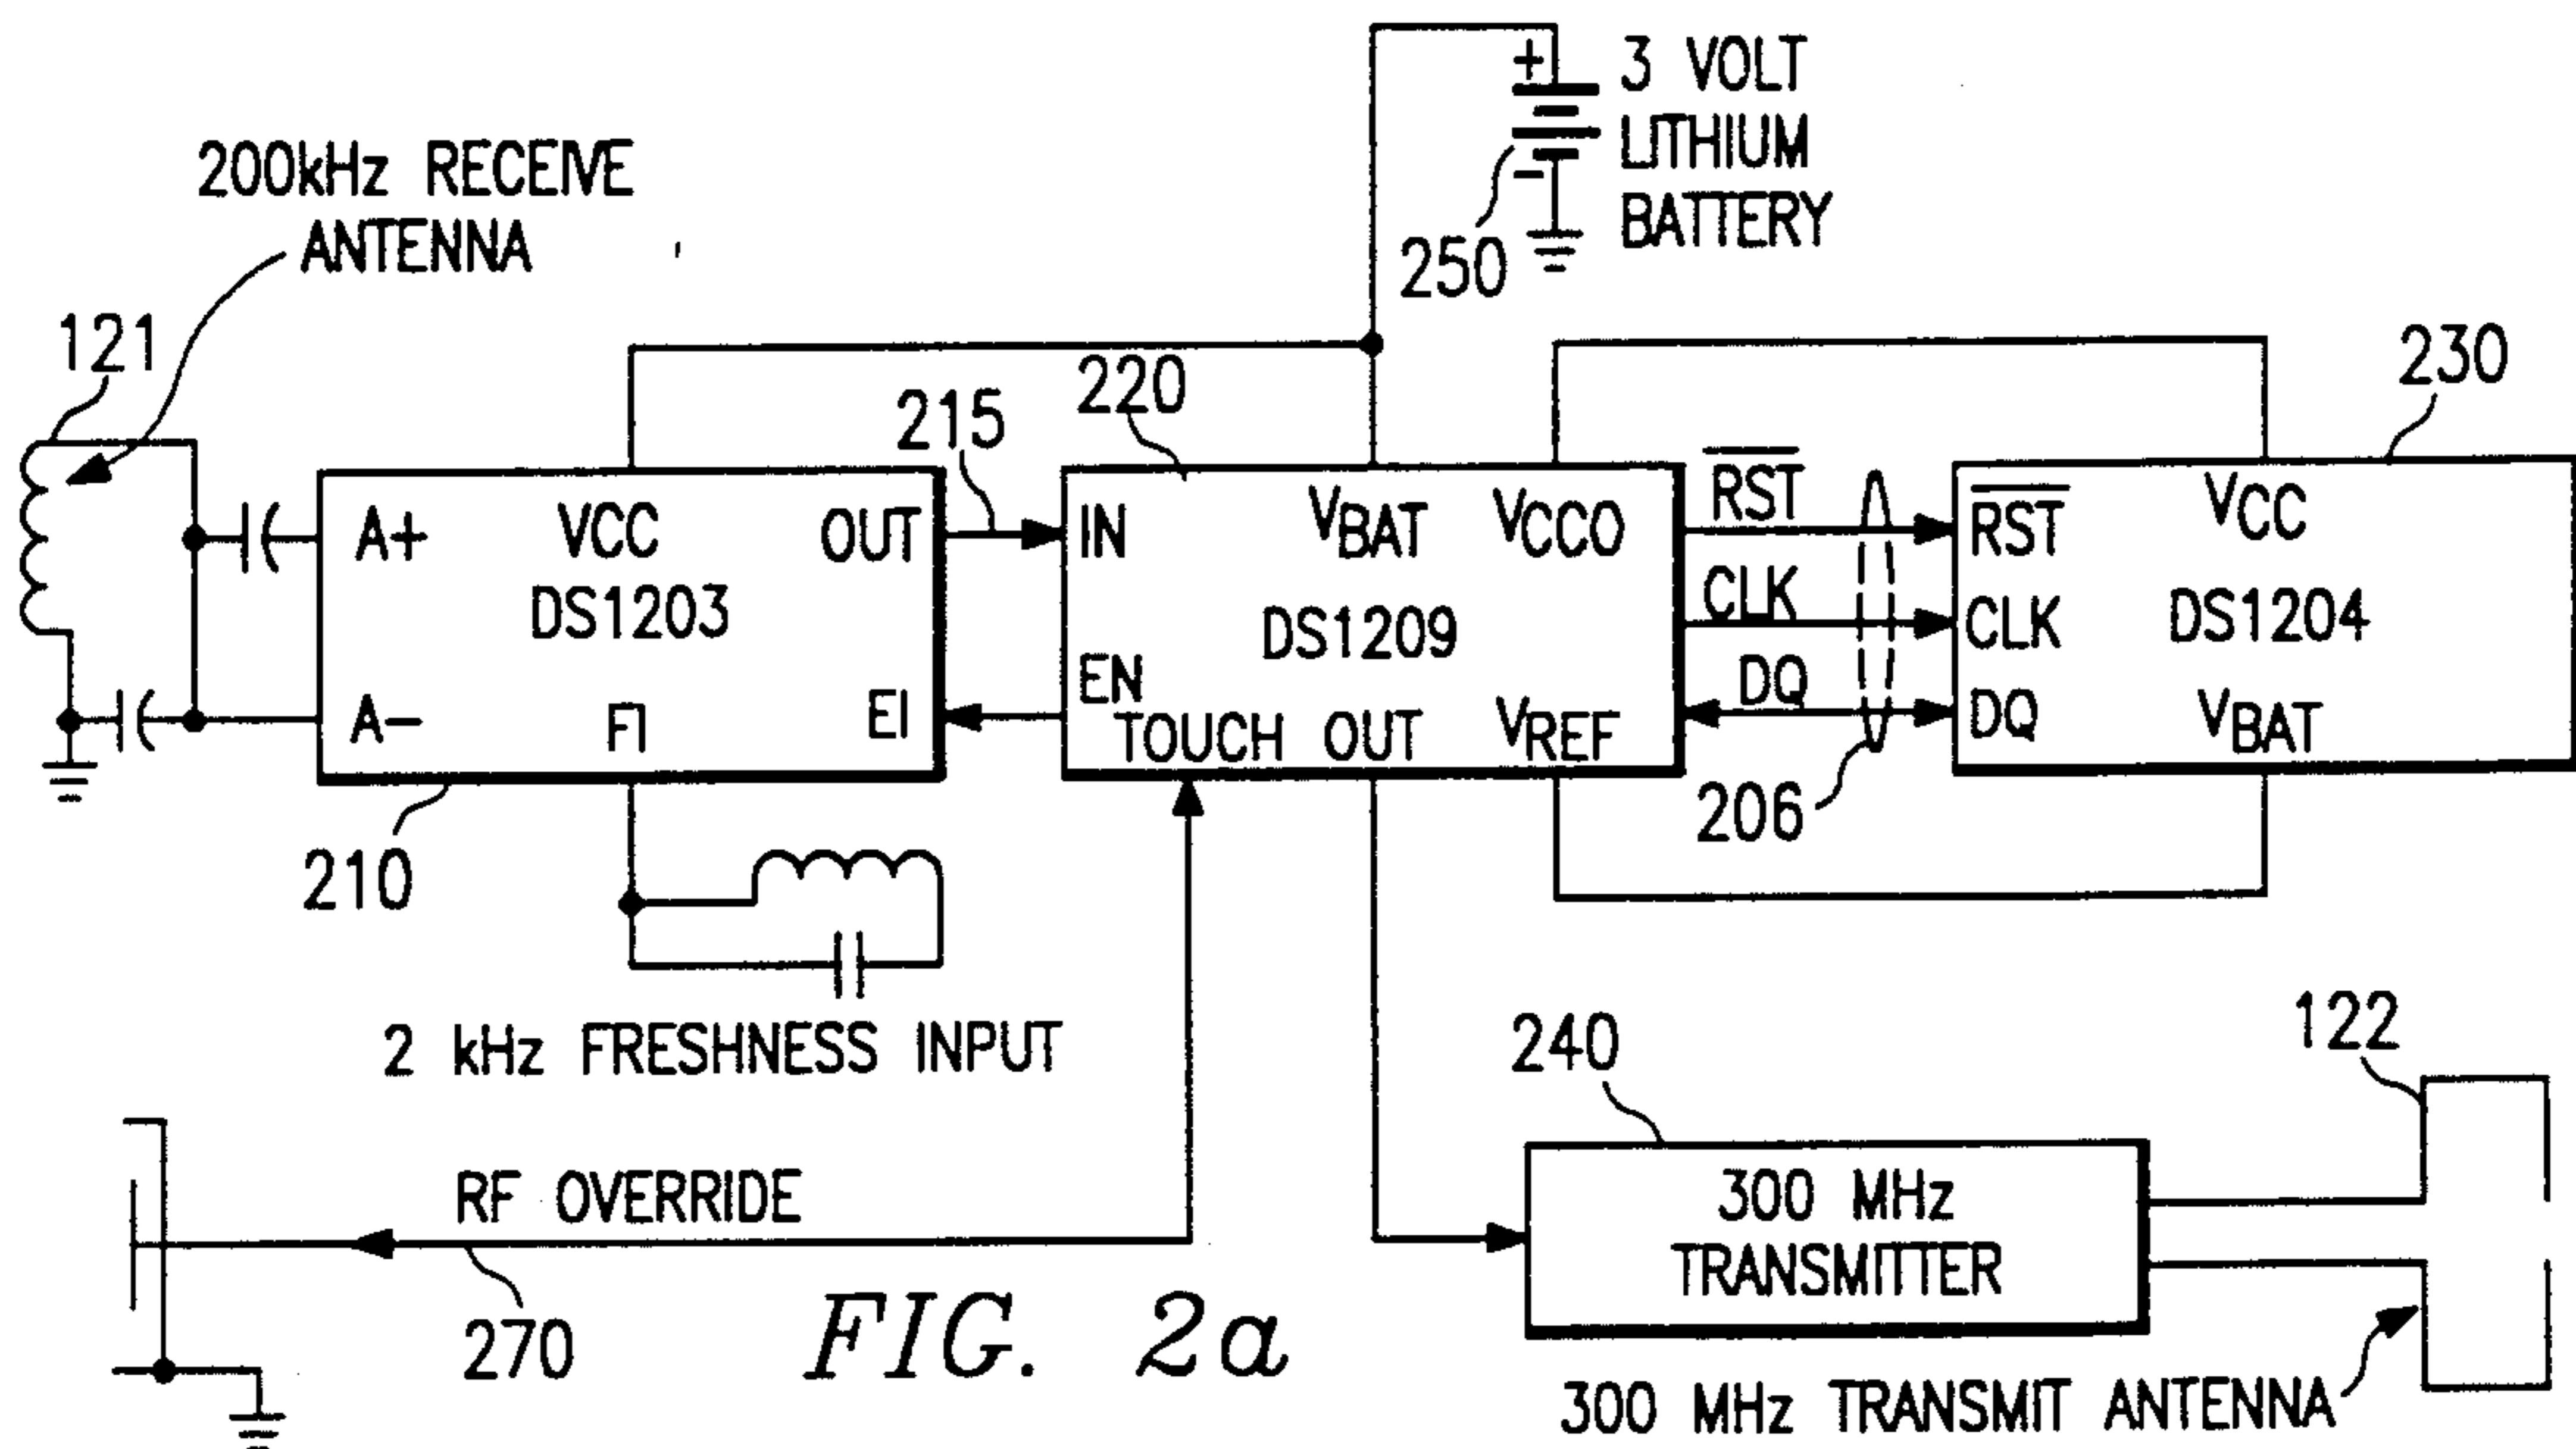 + 3 VOLT
LITHIUM
- BATTERY
250
200kHz RECEIVE
ANTENNA
121
215
220
230
A+ VCC OUT
DS1203
A- FI EI
210
IN VBAT VCCO
DS1209
EN
TOUCH OUT VREF
RST
CLK
DQ
206
RST VCC
CLK DS1204
DQ VBAT
2 kHz FRESHNESS INPUT
RF OVERRIDE
270
240
300 MHz
TRANSMITTER
122
300 MHz TRANSMIT ANTENNA
FIG. 2a